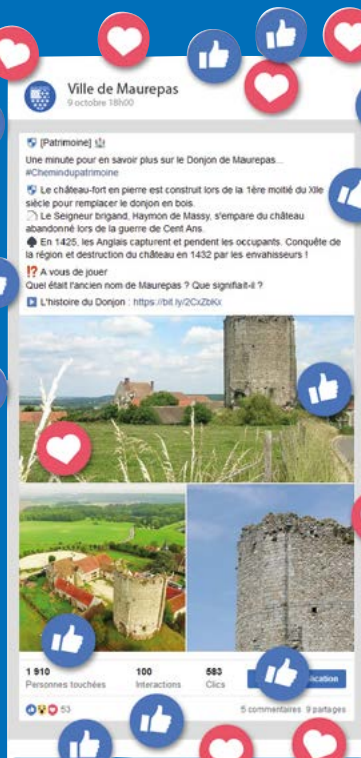 Ville de Maurepas
9 octobre 18h00
[Patrimoine]
Une minute pour en savoir plus sur le Donjon de Maurepas...
#Chemindupatrimoine
Le château-fort en pierre est construit lors de la 1ère moitié du XIIe
siècle pour remplacer le donjon en bois.
Le Seigneur brigand, Haymon de Massy, s'empare du château
abandonné lors de la guerre de Cent Ans.
En 1425, les Anglais capturent et pendent les occupants. Conquête de
la région et destruction du château en 1432 par les envahisseurs !
⁉ A vous de jouer
Quel était l'ancien nom de Maurepas ? Que signifiait-il ?
L'histoire du Donjon : https://bit.ly/2CxZbKx
1 910 100 583
Personnes touchées Interactions Clics
53 5 commentaires 9 partages